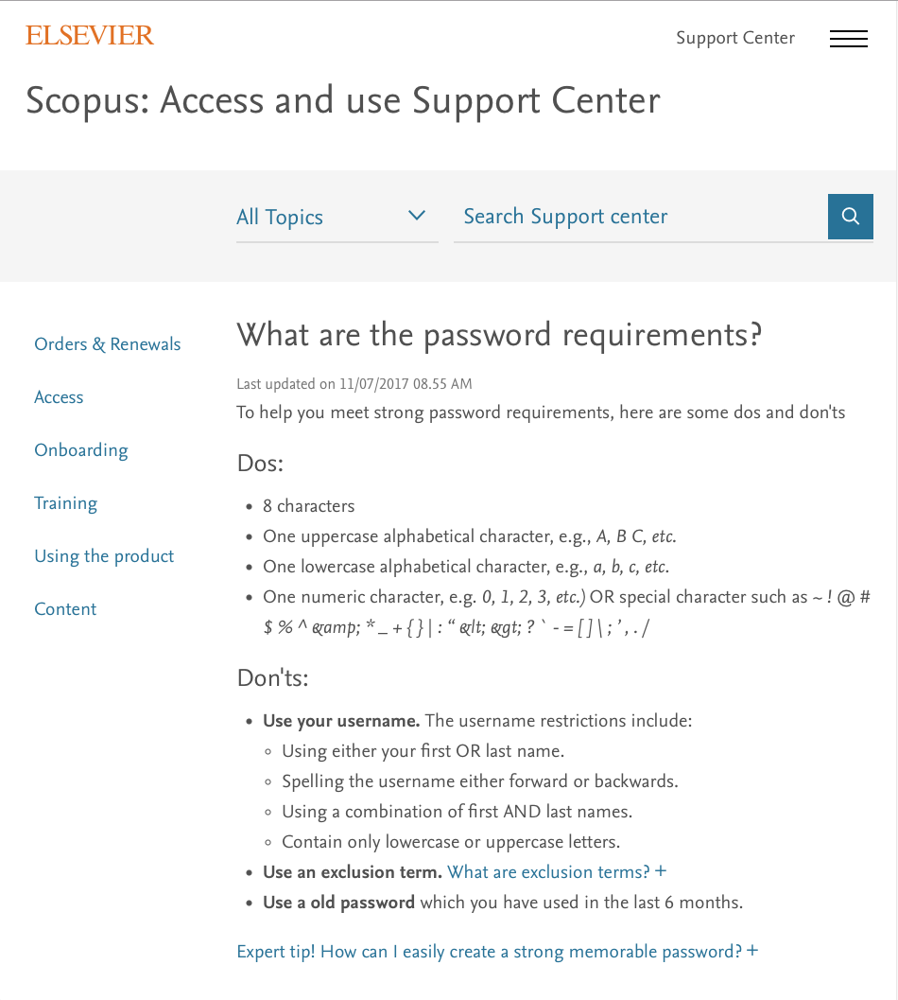 ELSEVIER
Support Center
Scopus: Access and use Support Center
All Topics
Search Support center
Orders & Renewals
Access
Onboarding
Training
Using the product
Content
What are the password requirements?
Last updated on 11/07/2017 08.55 AM
To help you meet strong password requirements, here are some dos and don'ts
Dos:
• 8 characters
• One uppercase alphabetical character, e.g., A, B C, etc.
• One lowercase alphabetical character, e.g., a, b, c, etc.
• One numeric character, e.g. 0, 1, 2, 3, etc.) OR special character such as ~ ! @ #
$ % ^ &amp; * _ + { } | : “ &lt; &gt; ? ` - = [ ] \ ; ’ , . /
Don'ts:
• Use your username. The username restrictions include:
◦ Using either your first OR last name.
◦ Spelling the username either forward or backwards.
◦ Using a combination of first AND last names.
◦ Contain only lowercase or uppercase letters.
• Use an exclusion term. What are exclusion terms? +
• Use a old password which you have used in the last 6 months.
Expert tip! How can I easily create a strong memorable password? +